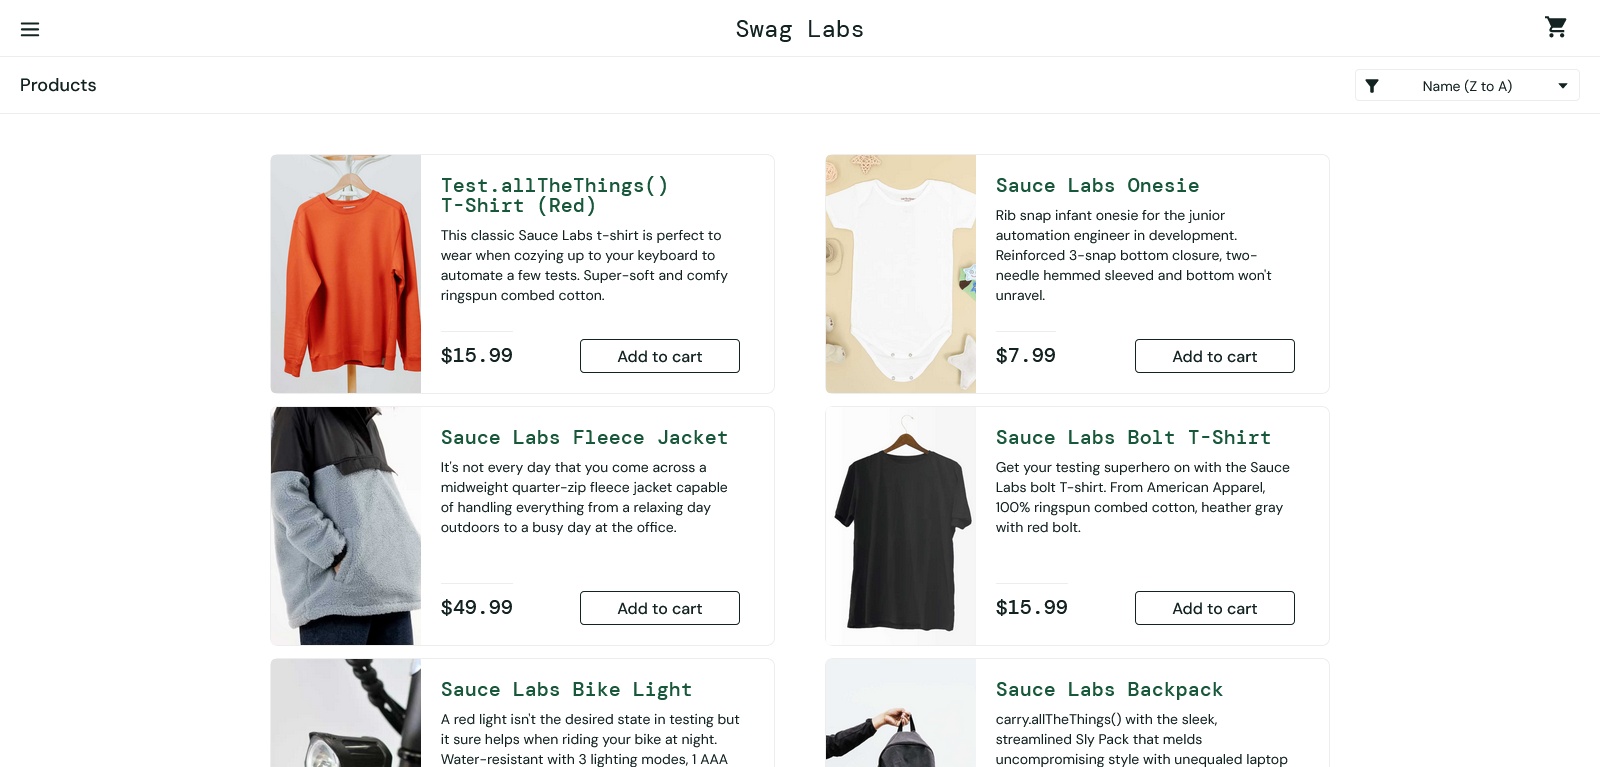 Swag Labs
Products
Name (Z to A)
Test.allTheThings()
T-Shirt (Red)
This classic Sauce Labs t-shirt is perfect to
wear when cozying up to your keyboard to
automate a few tests. Super-soft and comfy
ringspun combed cotton.
$15.99
Add to cart
Sauce Labs Onesie
Rib snap infant onesie for the junior
automation engineer in development.
Reinforced 3-snap bottom closure, two-
needle hemmed sleeved and bottom won't
unravel.
$7.99
Add to cart
Sauce Labs Fleece Jacket
It's not every day that you come across a
midweight quarter-zip fleece jacket capable
of handling everything from a relaxing day
outdoors to a busy day at the office.
$49.99
Add to cart
Sauce Labs Bolt T-Shirt
Get your testing superhero on with the Sauce
Labs bolt T-shirt. From American Apparel,
100% ringspun combed cotton, heather gray
with red bolt.
$15.99
Add to cart
Sauce Labs Bike Light
A red light isn't the desired state in testing but
it sure helps when riding your bike at night.
Water-resistant with 3 lighting modes, 1 AAA
Sauce Labs Backpack
carry.allTheThings() with the sleek,
streamlined Sly Pack that melds
uncompromising style with unequaled laptop